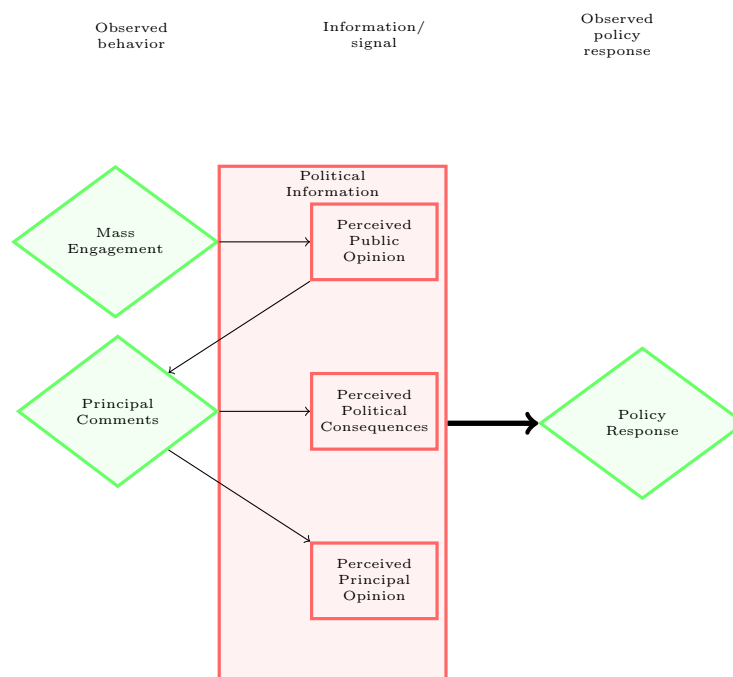 Observed
behavior
Information/
signal
Observed
policy
response
Political
Information
Mass
Engagement
Perceived
Public
Opinion
Principal
Comments
Perceived
Political
Consequences
Policy
Response
Perceived
Principal
Opinion